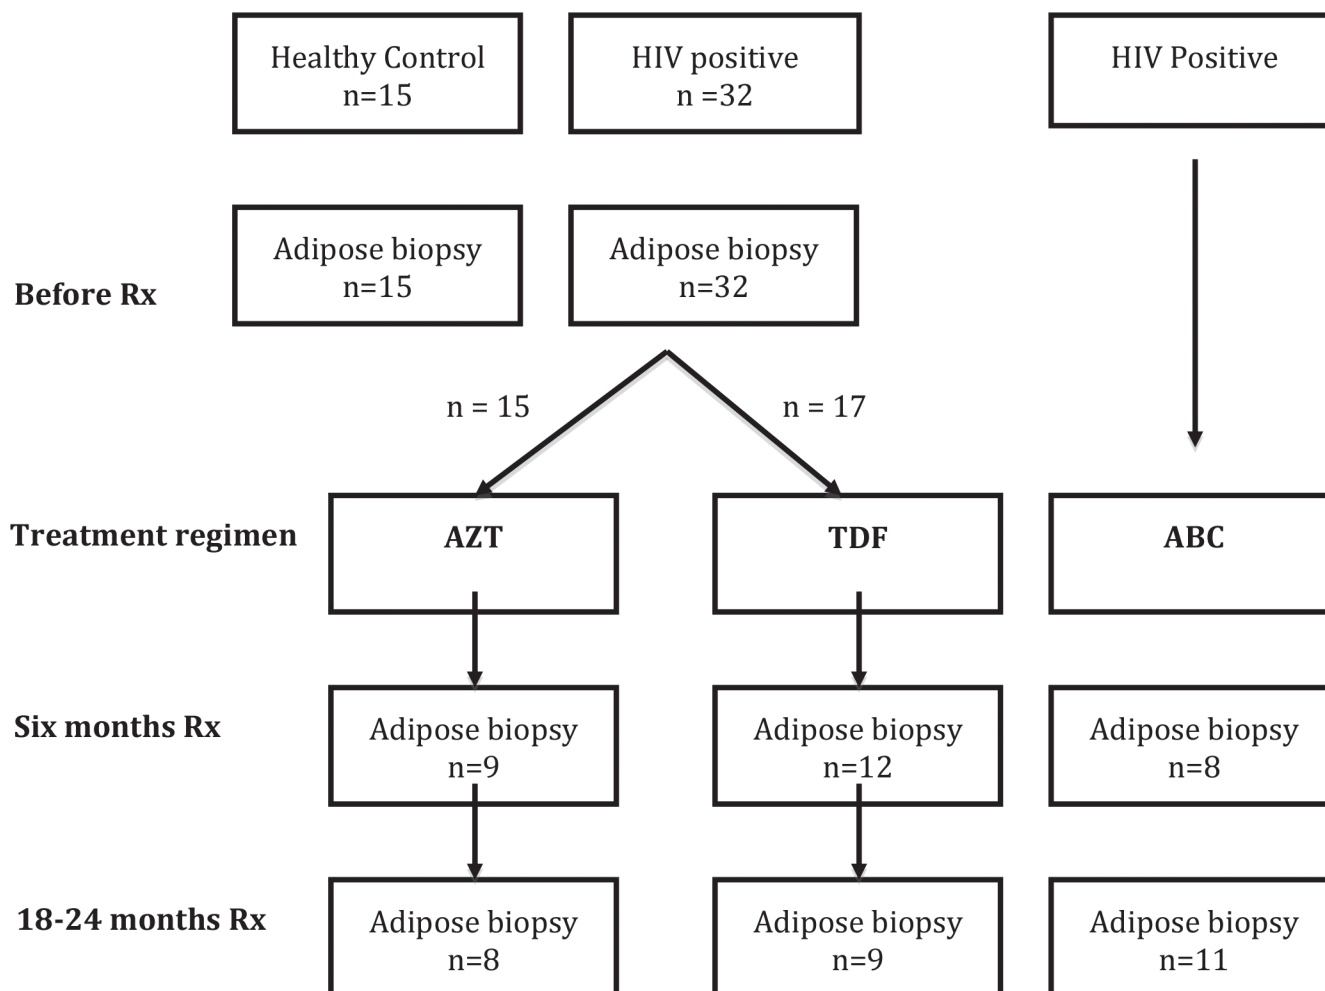 Healthy Control
n=15
HIV positive
n =32
HIV Positive
Before Rx
Adipose biopsy
n=15
Adipose biopsy
n=32
n = 15
n = 17
Treatment regimen
AZT
TDF
ABC
Six months Rx
Adipose biopsy
n=9
Adipose biopsy
n=12
Adipose biopsy
n=8
18-24 months Rx
Adipose biopsy
n=8
Adipose biopsy
n=9
Adipose biopsy
n=11